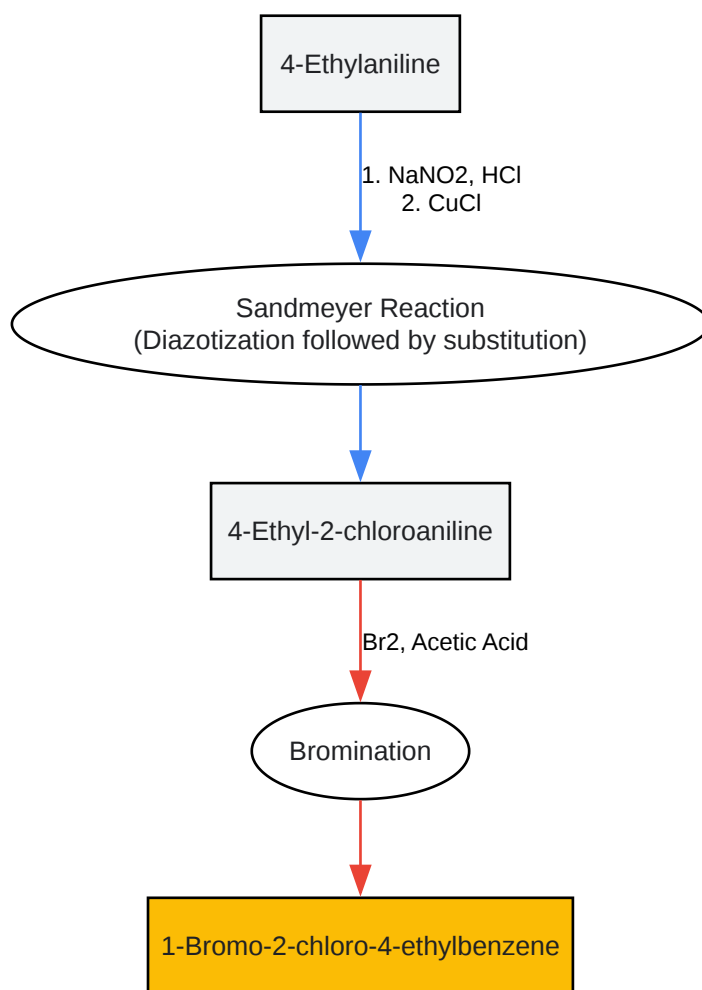 4-Ethylaniline
1. NaNO2, HCl
2. CuCl
Sandmeyer Reaction
(Diazotization followed by substitution)
4-Ethyl-2-chloroaniline
Br2, Acetic Acid
Bromination
1-Bromo-2-chloro-4-ethylbenzene